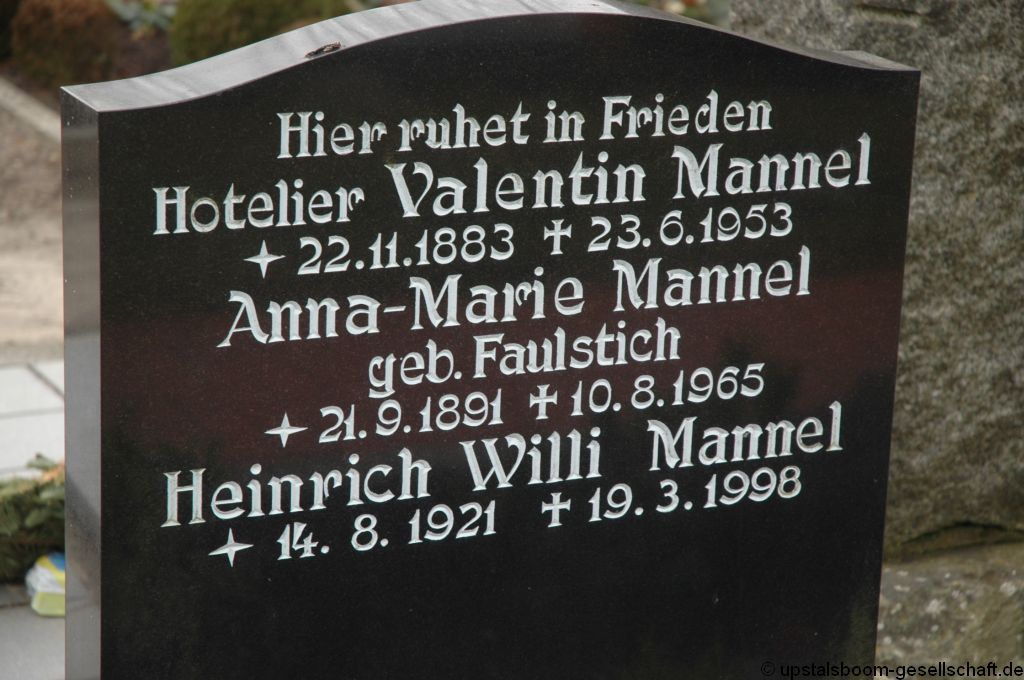 Hier ruhet in Frieden
Hotelier Valentin Mannel
✦ 22.11.1883 ✝ 23.6.1953
Anna-Marie Mannel
geb. Faulstich
✦ 21.9.1891 ✝ 10.8.1965
Heinrich Willi Mannel
✦ 14.8.1921 ✝ 19.3.1998
© upstalsboom-gesellschaft.de